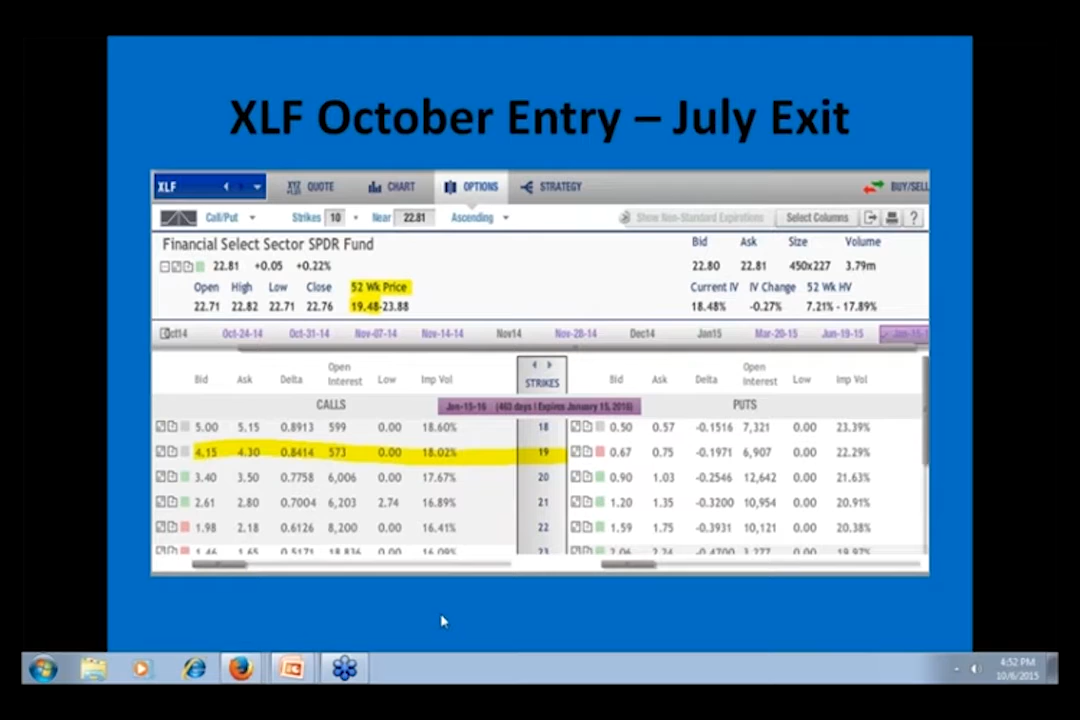 XLF October Entry – July Exit
XLF QUOTE CHART OPTIONS STRATEGY BUY/SELL
Call/Put Strikes 10 Near 22.81 Ascending Show Non-Standard Expirations Select Columns ?
Financial Select Sector SPDR Fund Bid Ask Size Volume
22.81 +0.05 +0.22% 22.80 22.81 450x227 3.79m
Open High Low Close 52 Wk Price Current IV IV Change 52 Wk HV
22.71 22.82 22.71 22.76 19.48-23.88 18.48% -0.27% 7.21% - 17.89%
Oct-24-14 Oct-31-14 Nov-07-14 Nov-14-14 Nov14 Nov-28-14 Dec14 Jan15 Mar-20-15 Jun-19-15
Bid Ask Delta Open Interest Low Imp Vol STRIKES Bid Ask Delta Open Interest Low Imp Vol
CALLS Jan-15-16 (463 days | Expires January 15, 2016) PUTS
5.00 5.15 0.8913 599 0.00 18.60% 18 0.50 0.57 -0.1516 7,321 0.00 23.39%
4.15 4.30 0.8414 573 0.00 18.02% 19 0.67 0.75 -0.1971 6,907 0.00 22.29%
3.40 3.50 0.7758 6,006 17.67% 20 0.90 1.03 -0.2546 12,642 0.00 21.63%
2.61 2.80 0.7004 6,203 2.74 16.89% 21 1.20 1.35 -0.3200 10,954 0.00 20.91%
1.98 2.18 0.6126 8,200 0.00 16.41% 22 1.59 1.75 -0.3931 10,121 0.00 20.38%
4:52 PM
10/6/2015